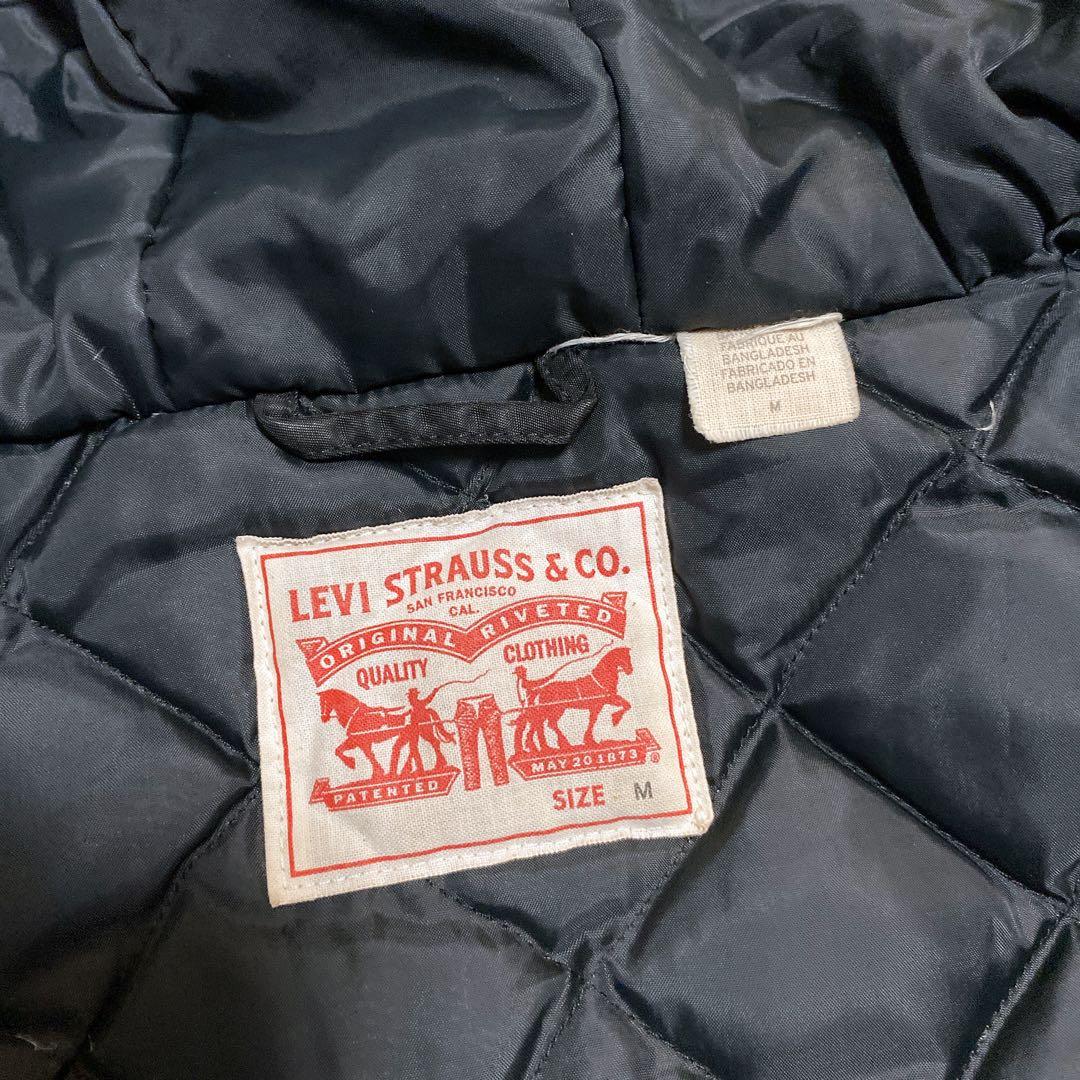 FABRIQUE AU
BANGLADESH
FABRICADO EN
BANGLADESH
M
LEVI STRAUSS & CO.
SAN FRANCISCO
CAL.
ORIGINAL RIVETED
QUALITY CLOTHING
PATENTED MAY 20 1873 ®
SIZE M